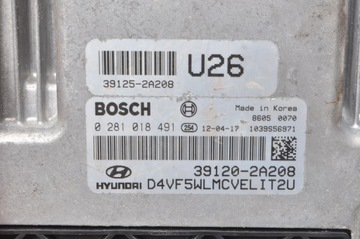 39125-2A208
U26
BOSCH
Made in Korea
8605 0070
0 281 018 491 254 12-04-17 1039S56971
39120-2A208
HYUNDAI D4VF5WLMCVELIT2U